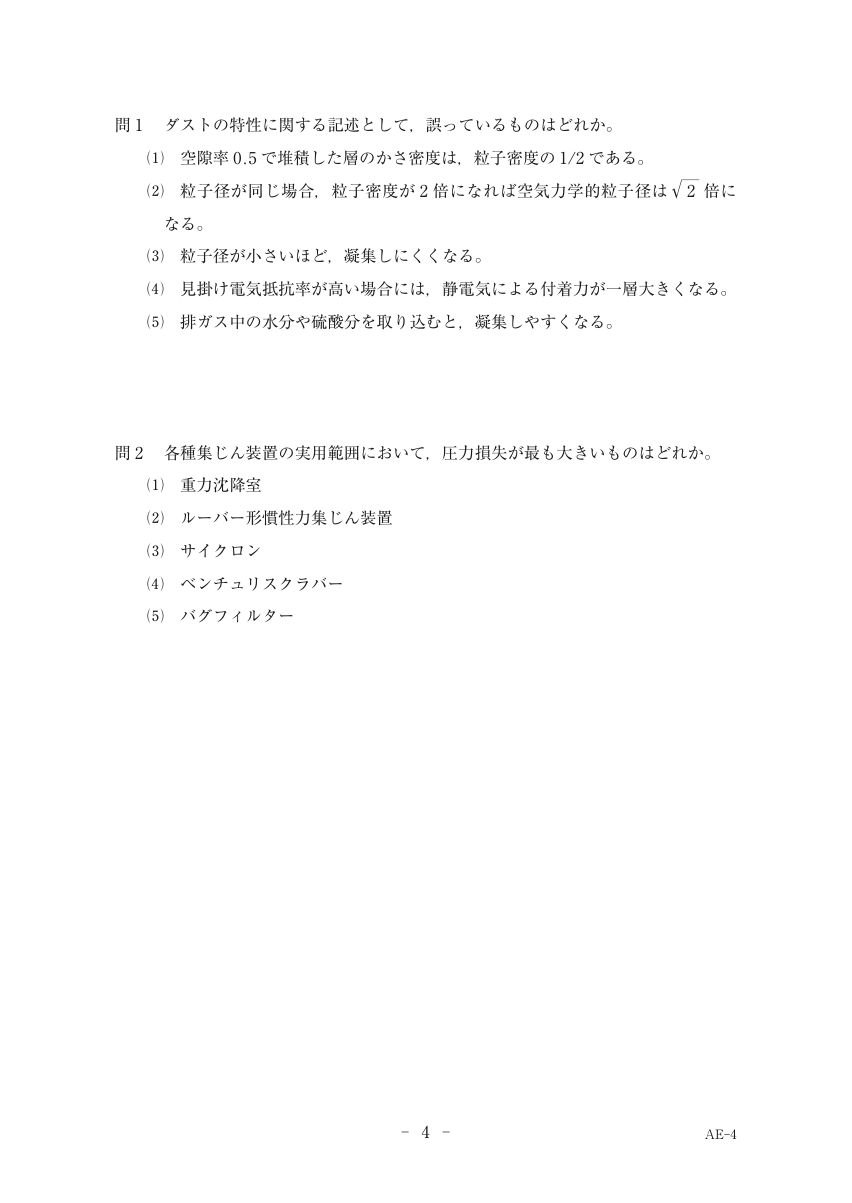 問1　ダストの特性に関する記述として，誤っているものはどれか。
⑴　空隙率 0.5 で堆積した層のかさ密度は，粒子密度の 1/2 である。
⑵　粒子径が同じ場合，粒子密度が 2 倍になれば空気力学的粒子径は √2 倍に
なる。
⑶　粒子径が小さいほど，凝集しにくくなる。
⑷　見掛け電気抵抗率が高い場合には，静電気による付着力が一層大きくなる。
⑸　排ガス中の水分や硫酸分を取り込むと，凝集しやすくなる。
問2　各種集じん装置の実用範囲において，圧力損失が最も大きいものはどれか。
⑴　重力沈降室
⑵　ルーバー形慣性力集じん装置
⑶　サイクロン
⑷　ベンチュリスクラバー
⑸　バグフィルター
- 4 -
AE-4